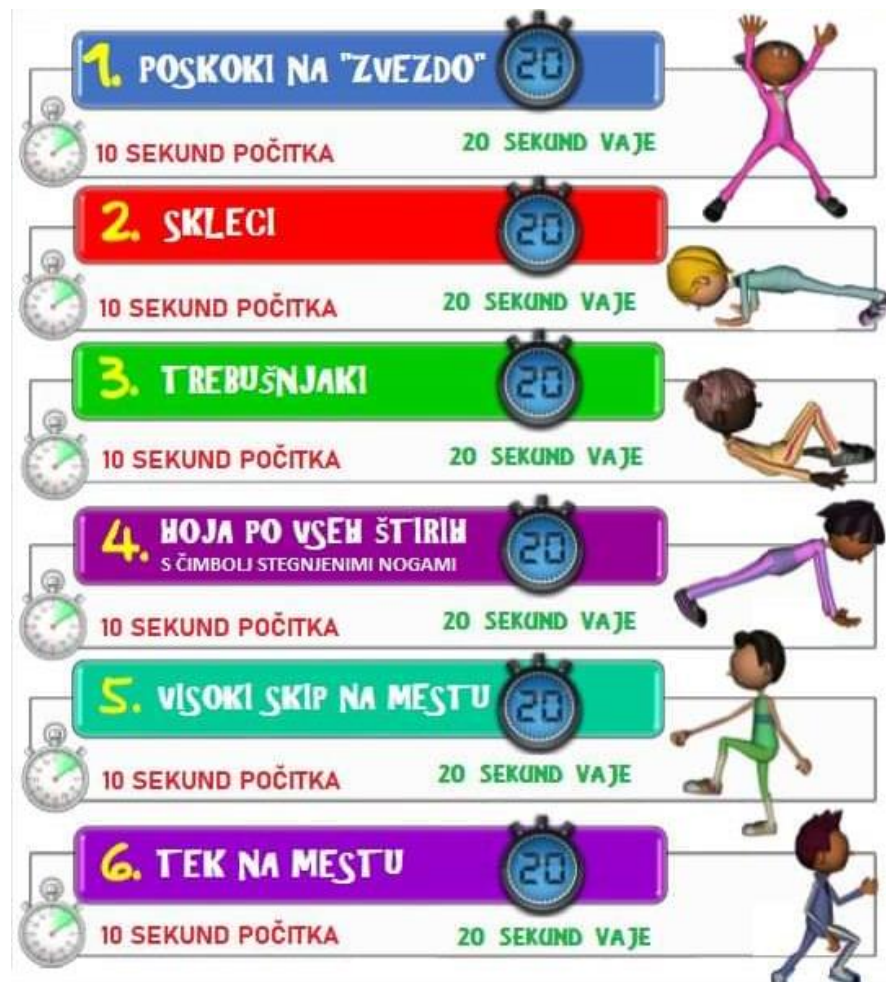 1. POSKOKI NA "ZVEZDO" 20
10 SEKUND POČITKA 20 SEKUND VAJE
2. SKLECI 20
10 SEKUND POČITKA 20 SEKUND VAJE
3. TREBUŠNJAKI 20
10 SEKUND POČITKA 20 SEKUND VAJE
4. HOJA PO VSEH ŠTIRIH 20
S ČIMBOLJ STEGNJENIMI NOGAMI
10 SEKUND POČITKA 20 SEKUND VAJE
5. VISOKI SKIP NA MESTU 20
10 SEKUND POČITKA 20 SEKUND VAJE
6. TEK NA MESTU 20
10 SEKUND POČITKA 20 SEKUND VAJE